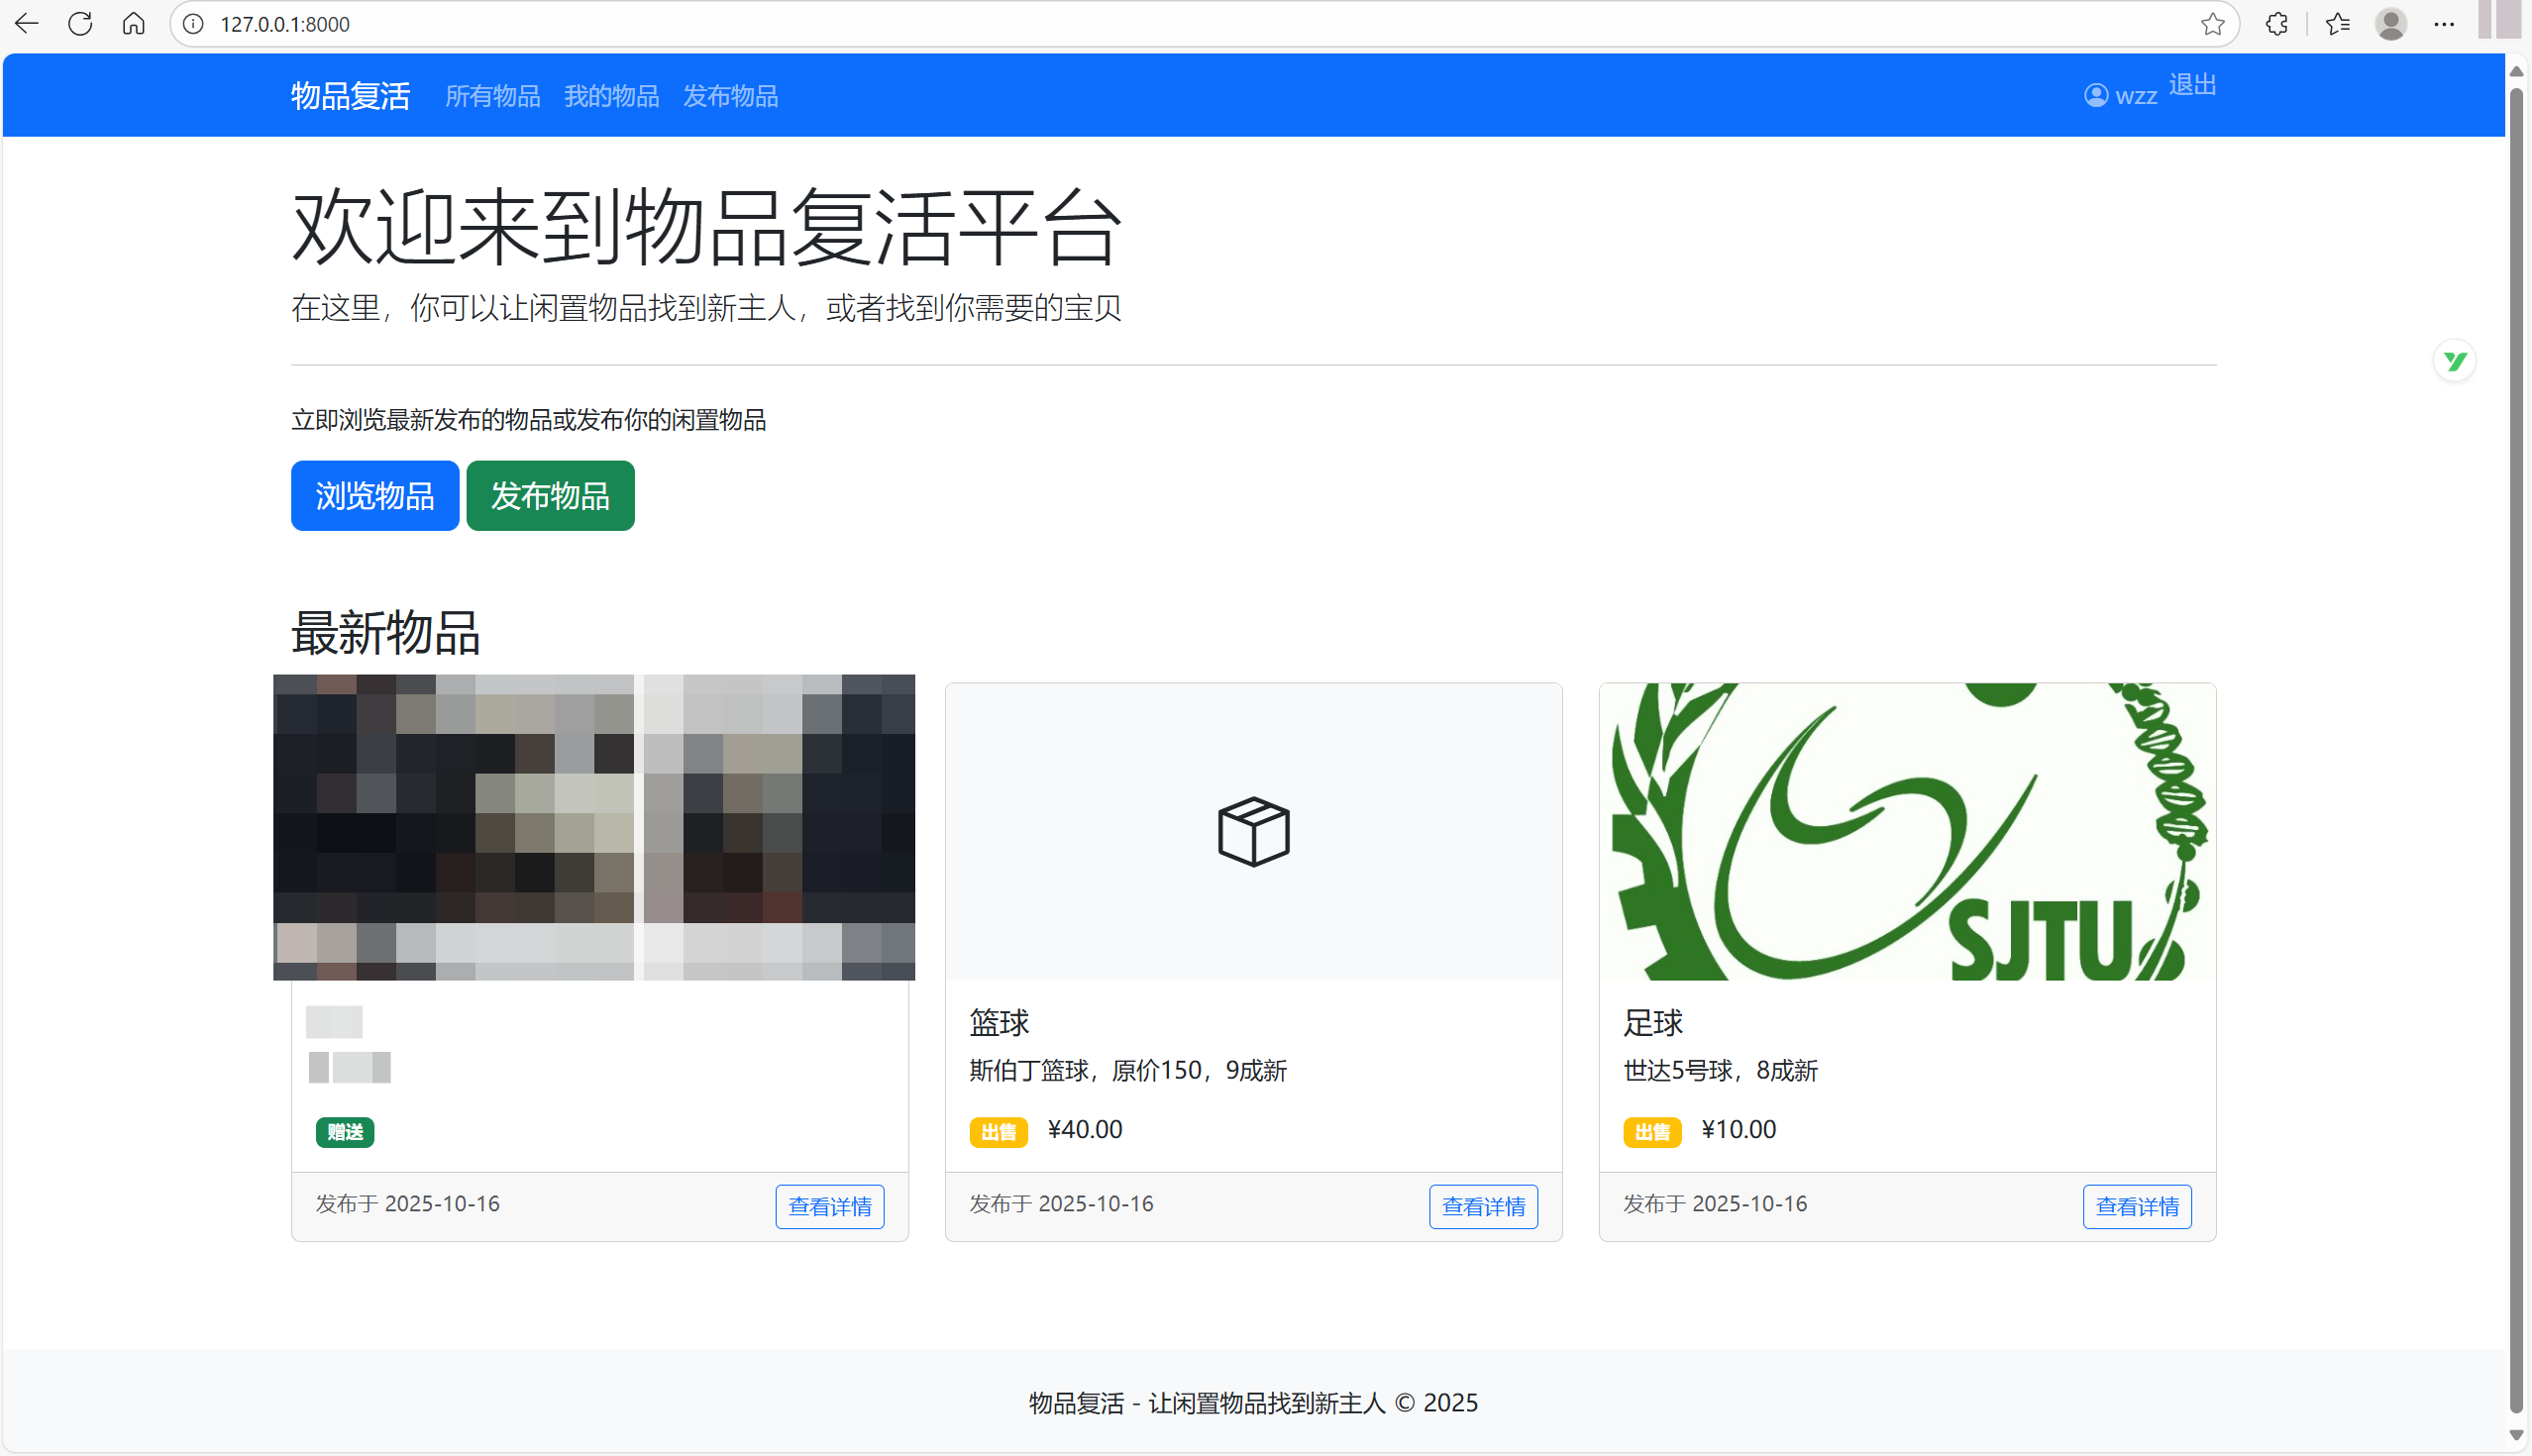 127.0.0.1:8000
物品复活 所有物品 我的物品 发布物品 wzz 退出
欢迎来到物品复活平台
在这里，你可以让闲置物品找到新主人，或者找到你需要的宝贝
立即浏览最新发布的物品或发布你的闲置物品
浏览物品 发布物品
最新物品
赠送
发布于 2025-10-16 查看详情
篮球
斯伯丁篮球，原价150，9成新
出售 ¥40.00
发布于 2025-10-16 查看详情
SJTU
足球
世达5号球，8成新
出售 ¥10.00
发布于 2025-10-16 查看详情
物品复活 - 让闲置物品找到新主人 © 2025